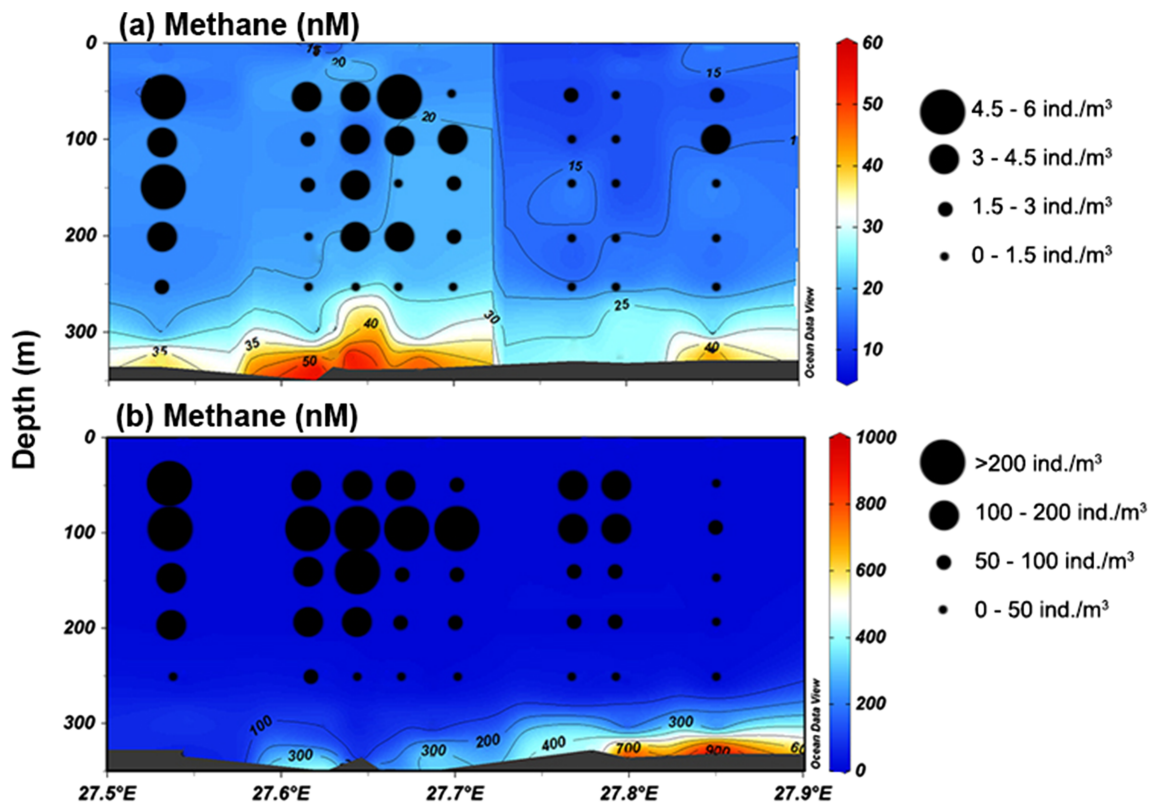 (a) Methane (nM)
0
100
200
300
15
20
20
15
15
35
35
50
40
30
25
40
60
50
40
30
20
10
Ocean Data View
4.5 - 6 ind./m³
3 - 4.5 ind./m³
1.5 - 3 ind./m³
0 - 1.5 ind./m³
Depth (m)
(b) Methane (nM)
0
100
200
300
100
300
300
200
400
300
700
900
1000
800
600
400
200
0
Ocean Data View
>200 ind./m³
100 - 200 ind./m³
50 - 100 ind./m³
0 - 50 ind./m³
27.5°E
27.6°E
27.7°E
27.8°E
27.9°E